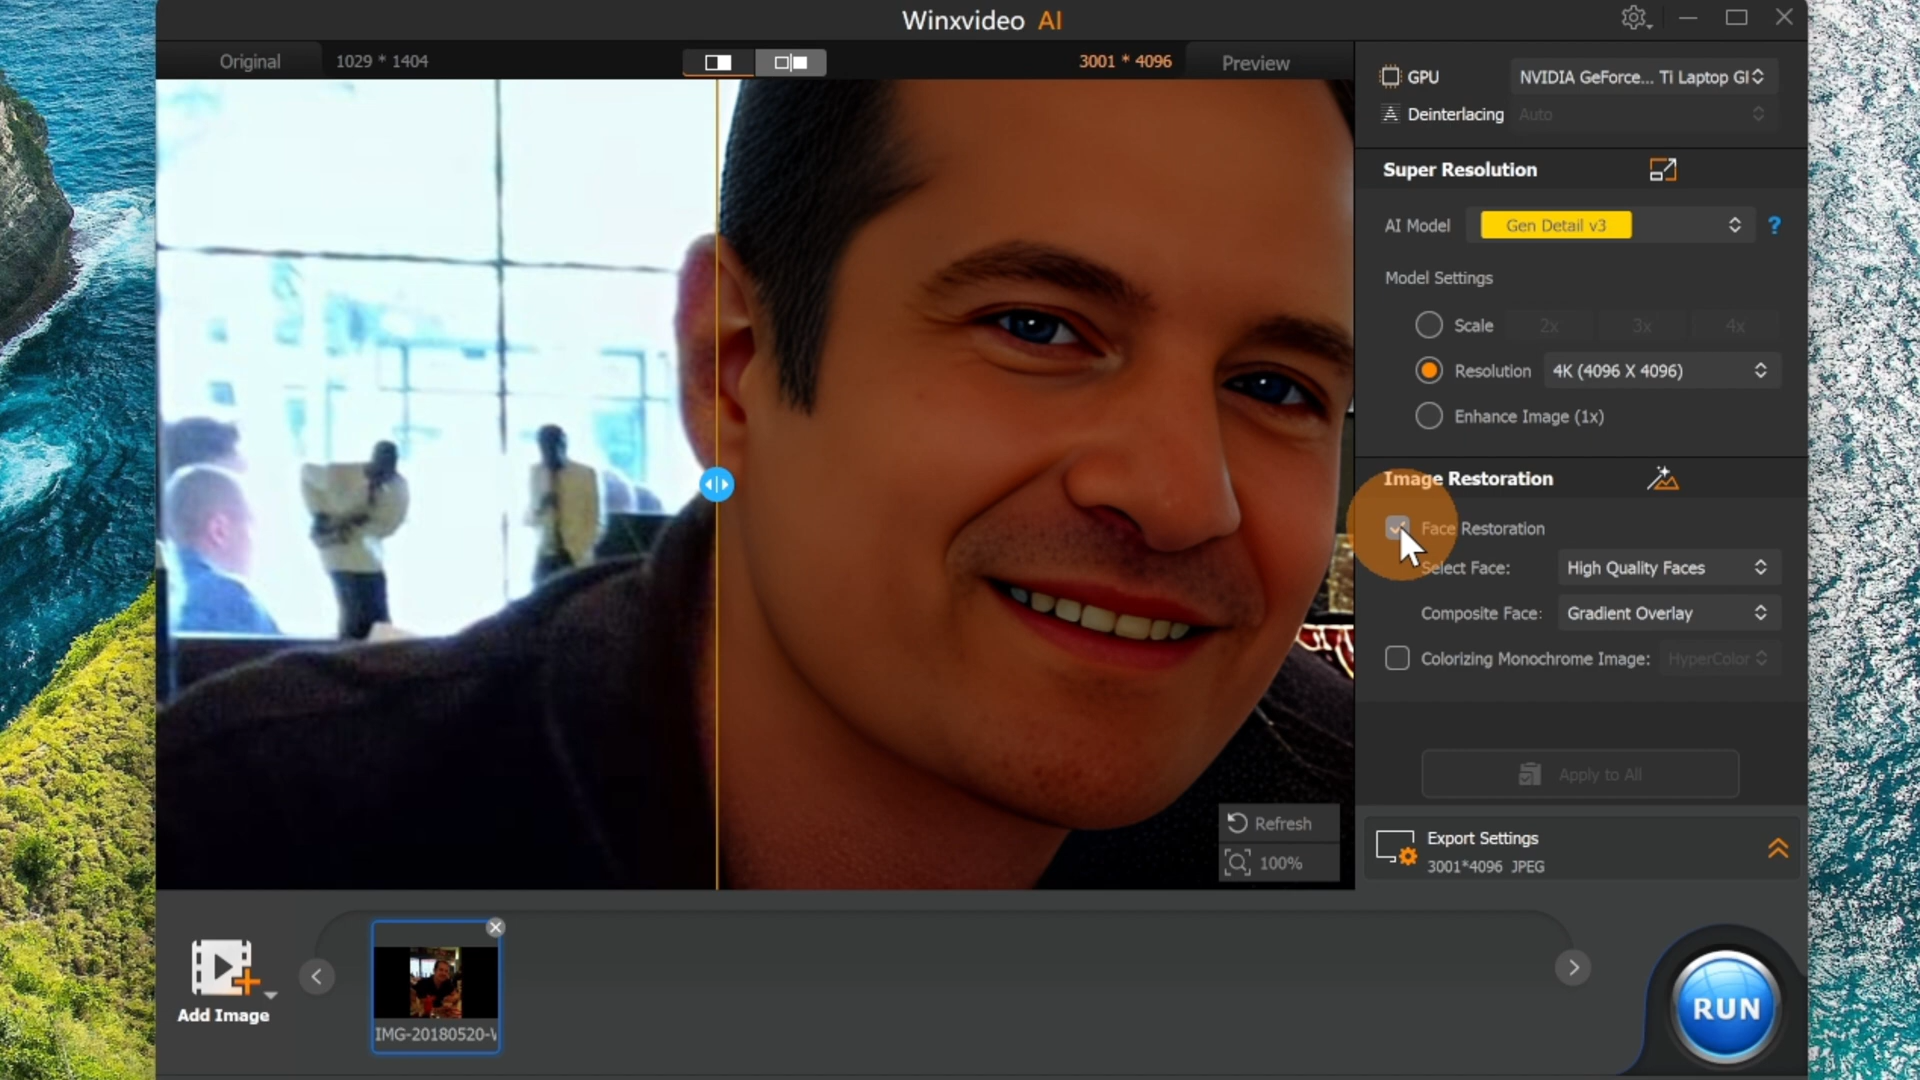 Winxvideo AI
Original
1029 * 1404
3001 * 4096
Preview
GPU
NVIDIA GeForce... Ti Laptop GI
Deinterlacing
Auto
Super Resolution
AI Model
Gen Detail v3
?
Model Settings
Scale
2x
3x
4x
Resolution
4K (4096 X 4096)
Enhance Image (1x)
Image Restoration
Face Restoration
Select Face:
High Quality Faces
Composite Face:
Gradient Overlay
Colorizing Monochrome Image:
HyperColor
Apply to All
Refresh
100%
Export Settings
3001*4096 JPEG
Add Image
IMG-20180520-V
RUN